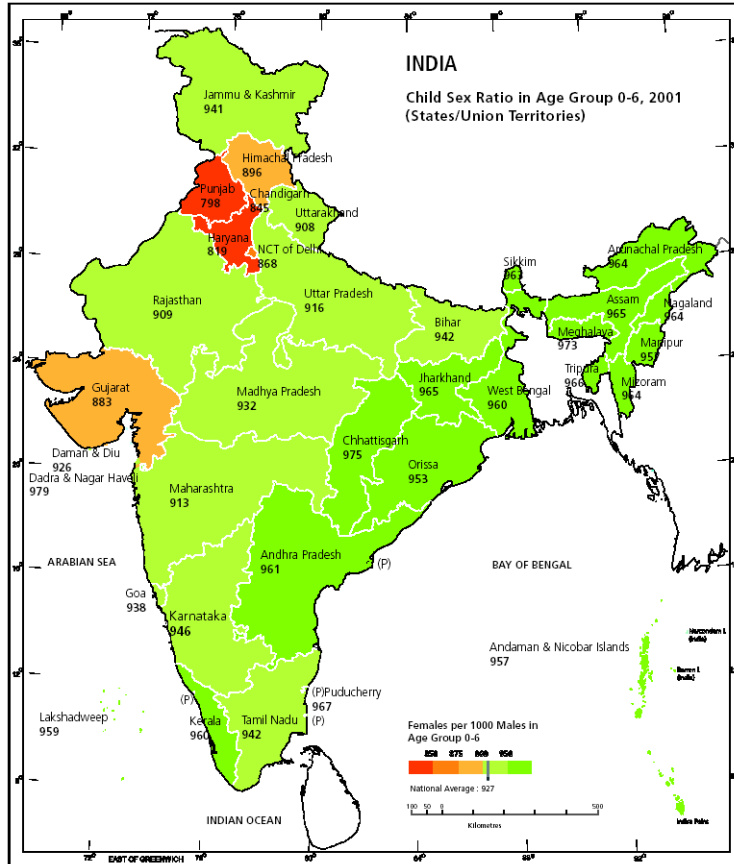 INDIA
Child Sex Ratio in Age Group 0-6, 2001
(States/Union Territories)
Jammu & Kashmir
941
Himachal Pradesh
896
Punjab
798
Chandigarh
845
Uttarakhand
908
Haryana
819
NCT of Delhi
868
Rajasthan
909
Uttar Pradesh
916
Bihar
942
Sikkim
963
Arunachal Pradesh
964
Assam
965
Nagaland
964
Meghalaya
973
Manipur
Tripura
966
Mizoram
964
Gujarat
883
Madhya Pradesh
932
Jharkhand
965
West Bengal
960
Chhattisgarh
975
Orissa
953
Daman & Diu
926
Dadra & Nagar Haveli
979
Maharashtra
913
Andhra Pradesh
961
(P)
ARABIAN SEA
BAY OF BENGAL
Goa
938
Karnataka
946
Andaman & Nicobar Islands
957
Lakshadweep
959
(P)
Kerala
960
Tamil Nadu
942
(P)Puducherry
967
(P)
Females per 1000 Males in
Age Group 0-6
850 875 900 950
National Average : 927
100 50 0 500
Kilometres
INDIAN OCEAN
EAST OF GREENWICH